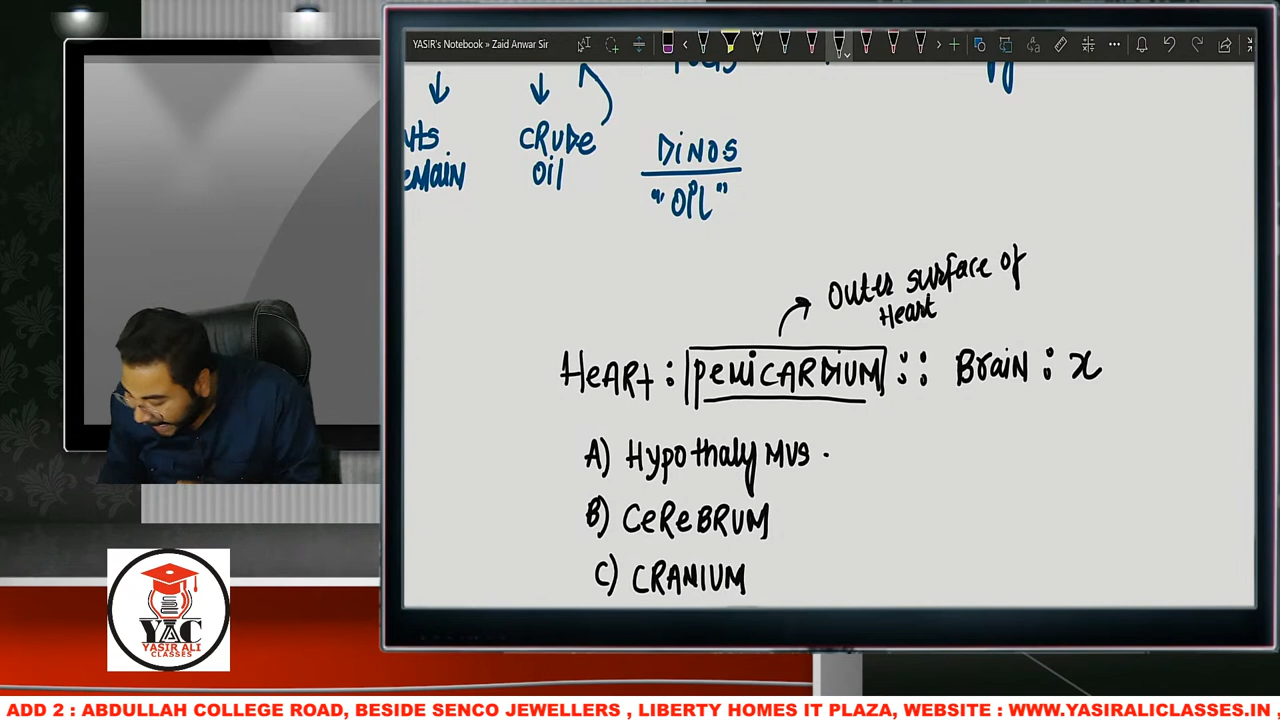 YASIR's Notebook » Zaid Anwar Sir
CRUDE
OIL
DiNOS
"OPL"
Outer surface of
Heart
HeARt : PeRiCARDIUM :: BraiN : x
A) Hypothaly MUS
B) CeReBRUM
C) CRANIUM
YAC
YASIR ALI
CLASSES
ADD 2 : ABDULLAH COLLEGE ROAD, BESIDE SENCO JEWELLERS , LIBERTY HOMES IT PLAZA, WEBSITE : WWW.YASIRALICLASSES.IN .